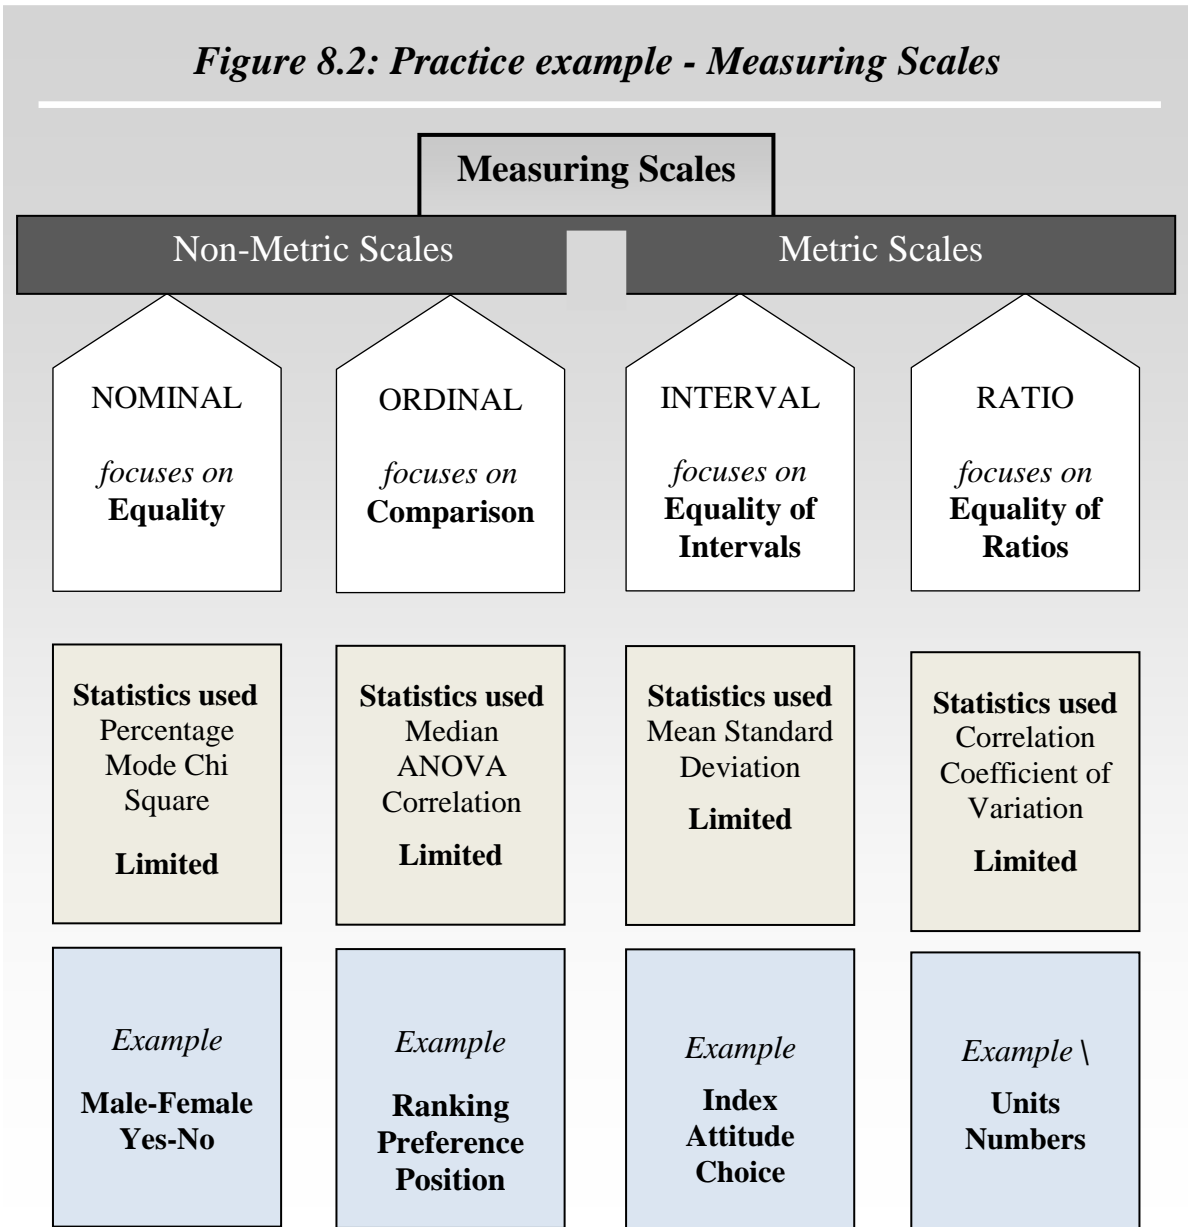 Figure 8.2: Practice example - Measuring Scales
Measuring Scales
Non-Metric Scales
Metric Scales
NOMINAL
focuses on
Equality
ORDINAL
focuses on
Comparison
INTERVAL
focuses on
Equality of
Intervals
RATIO
focuses on
Equality of
Ratios
Statistics used
Percentage
Mode Chi
Square
Limited
Statistics used
Median
ANOVA
Correlation
Limited
Statistics used
Mean Standard
Deviation
Limited
Statistics used
Correlation
Coefficient of
Variation
Limited
Example
Male-Female
Yes-No
Example
Ranking
Preference
Position
Example
Index
Attitude
Choice
Example \
Units
Numbers